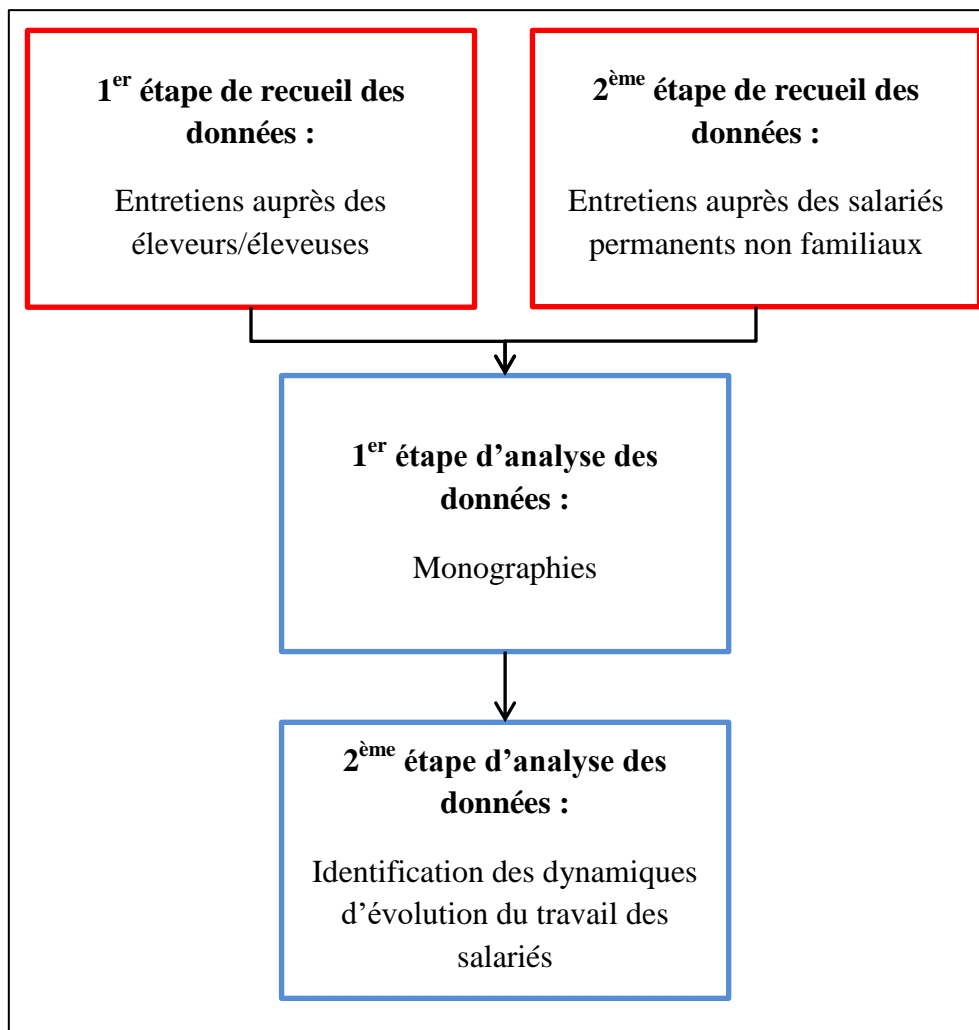 1er étape de recueil des
données :
Entretiens auprès des
éleveurs/éleveuses
2ème étape de recueil des
données :
Entretiens auprès des salariés
permanents non familiaux
1er étape d’analyse des
données :
Monographies
2ème étape d’analyse des
données :
Identification des dynamiques
d’évolution du travail des
salariés